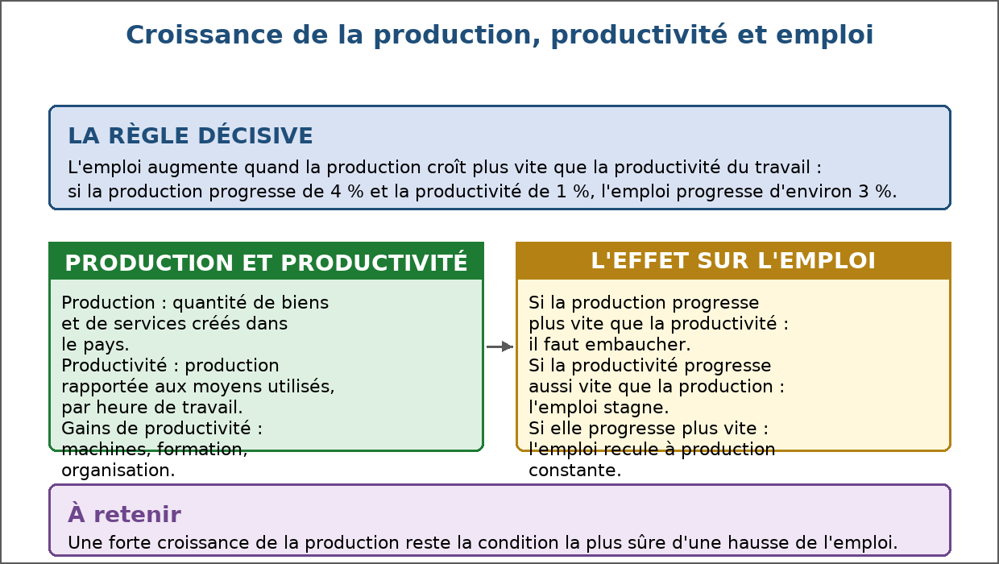 Croissance de la production, productivité et emploi
LA RÈGLE DÉCISIVE
L'emploi augmente quand la production croît plus vite que la productivité du travail :
si la production progresse de 4 % et la productivité de 1 %, l'emploi progresse d'environ 3 %.
PRODUCTION ET PRODUCTIVITÉ
Production : quantité de biens
et de services créés dans
le pays.
Productivité : production
rapportée aux moyens utilisés,
par heure de travail.
Gains de productivité :
machines, formation,
organisation.
L'EFFET SUR L'EMPLOI
Si la production progresse
plus vite que la productivité :
il faut embaucher.
Si la productivité progresse
aussi vite que la production :
l'emploi stagne.
Si elle progresse plus vite :
l'emploi recule à production
constante.
À retenir
Une forte croissance de la production reste la condition la plus sûre d'une hausse de l'emploi.